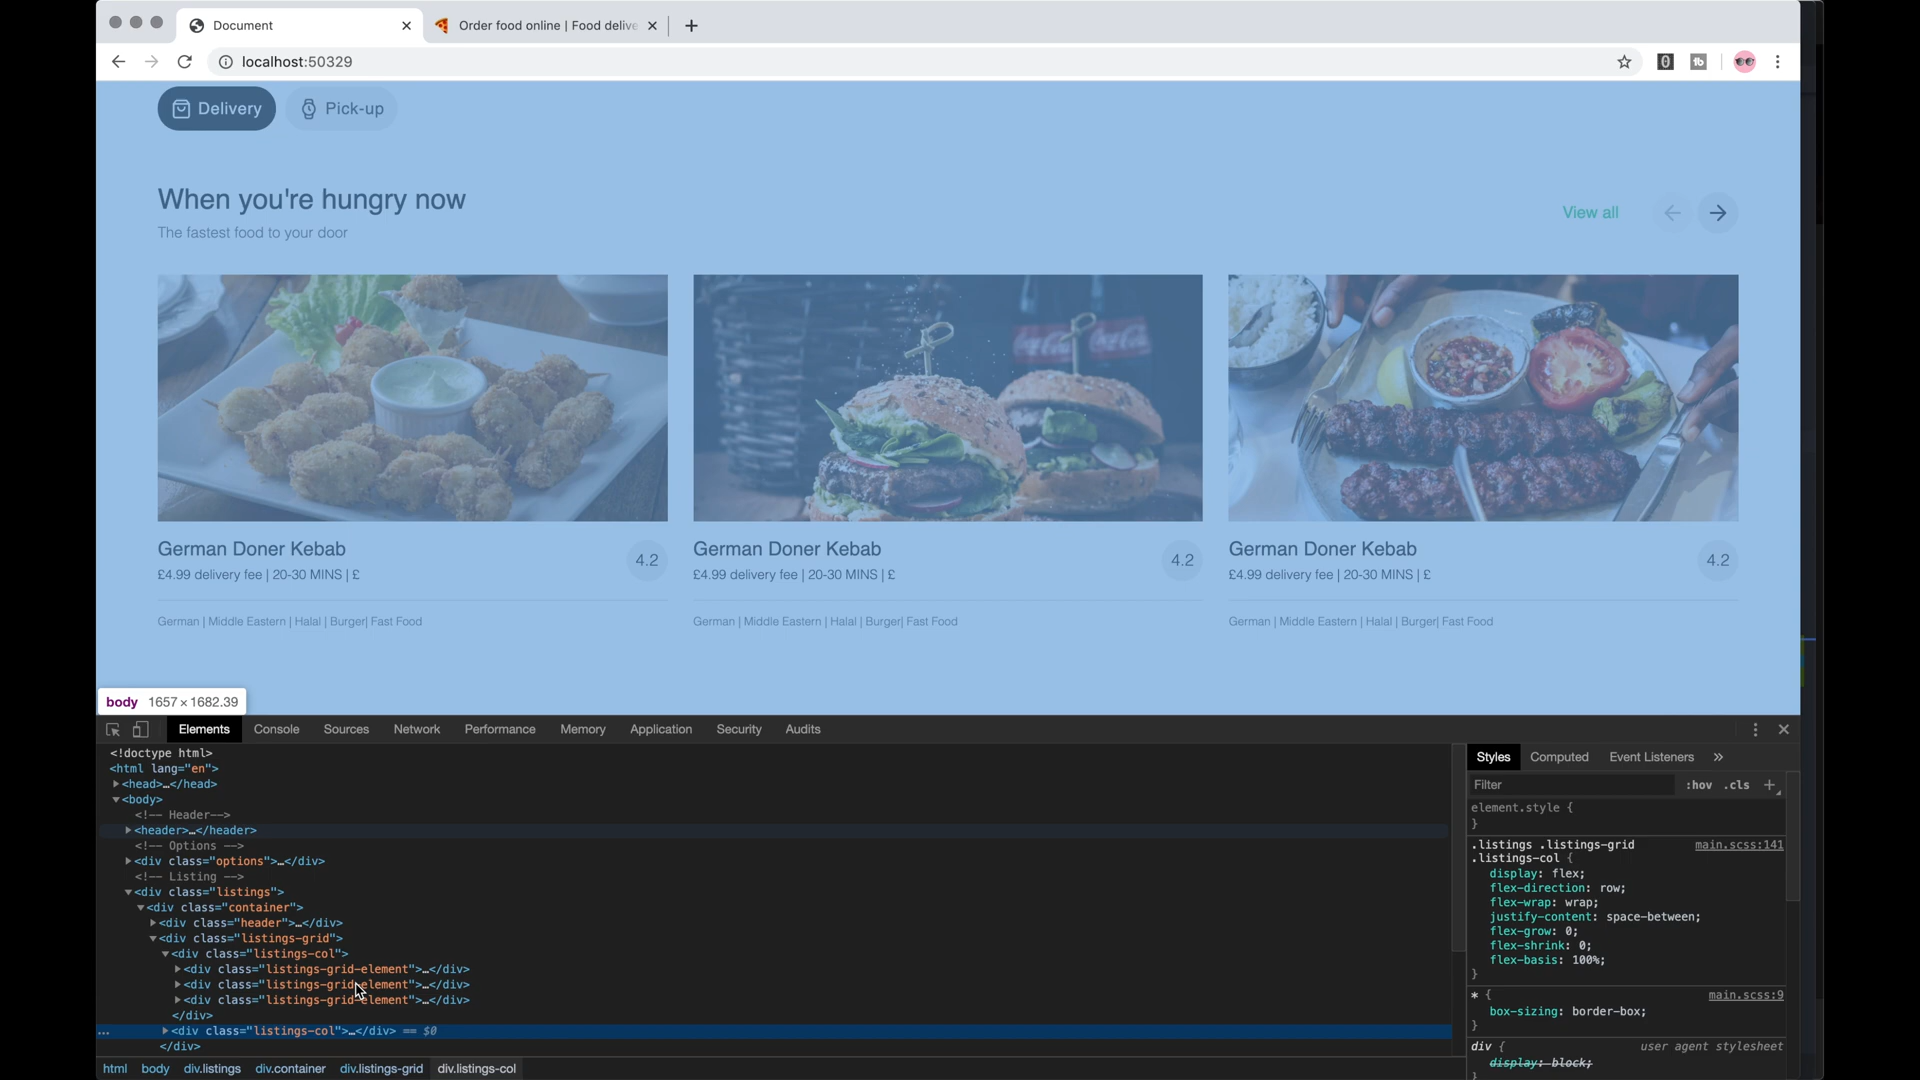 Document
Order food online | Food delive
localhost:50329
Delivery
Pick-up
When you're hungry now
The fastest food to your door
View all
German Doner Kebab
£4.99 delivery fee | 20-30 MINS | £
4.2
German | Middle Eastern | Halal | Burger| Fast Food
German Doner Kebab
£4.99 delivery fee | 20-30 MINS | £
4.2
German | Middle Eastern | Halal | Burger| Fast Food
German Doner Kebab
£4.99 delivery fee | 20-30 MINS | £
4.2
German | Middle Eastern | Halal | Burger| Fast Food
body 1657 × 1682.39
Elements Console Sources Network Performance Memory Application Security Audits
<!doctype html>
<html lang="en">
<head>…</head>
<body>
<!-- Header-->
<header>…</header>
<!-- Options -->
<div class="options">…</div>
<!-- Listing -->
<div class="listings">
<div class="container">
<div class="header">…</div>
<div class="listings-grid">
<div class="listings-col">
<div class="listings-grid-element">…</div>
<div class="listings-grid-element">…</div>
<div class="listings-grid-element">…</div>
</div>
<div class="listings-col">…</div> == $0
</div>
html body div.listings div.container div.listings-grid div.listings-col
Styles Computed Event Listeners »
Filter :hov .cls +
element.style {
}
.listings .listings-grid main.scss:141
.listings-col {
display: flex;
flex-direction: row;
flex-wrap: wrap;
justify-content: space-between;
flex-grow: 0;
flex-shrink: 0;
flex-basis: 100%;
}
* { main.scss:9
box-sizing: border-box;
}
div { user agent stylesheet
display: block;
}